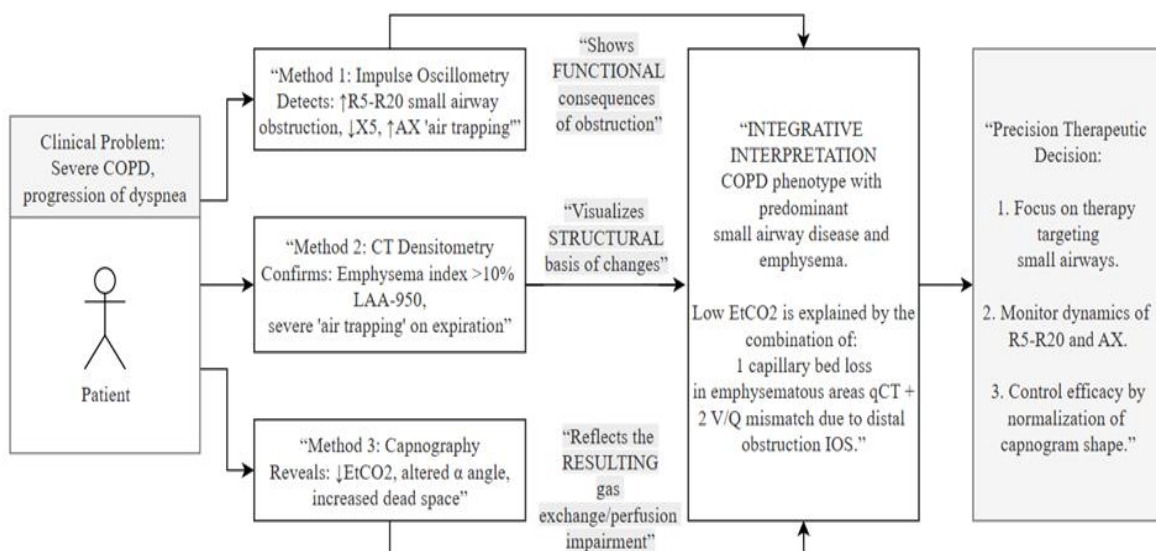 Clinical Problem:
Severe COPD,
progression of dyspnea
Patient
“Method 1: Impulse Oscillometry
Detects: ↑R5-R20 small airway
obstruction, ↓X5, ↑AX 'air trapping'”
“Shows
FUNCTIONAL
consequences
of obstruction”
“Method 2: CT Densitometry
Confirms: Emphysema index >10%
LAA-950,
severe 'air trapping' on expiration”
“Visualizes
STRUCTURAL
basis of changes”
“Method 3: Capnography
Reveals: ↓EtCO2, altered α angle,
increased dead space”
“Reflects the
RESULTING
gas
exchange/perfusion
impairment”
“INTEGRATIVE
INTERPRETATION
COPD phenotype with
predominant
small airway disease and
emphysema.
Low EtCO2 is explained by the
combination of:
1 capillary bed loss
in emphysematous areas qCT +
2 V/Q mismatch due to distal
obstruction IOS.”
“Precision Therapeutic
Decision:
1. Focus on therapy
targeting
small airways.
2. Monitor dynamics of
R5-R20 and AX.
3. Control efficacy by
normalization of
capnogram shape.”